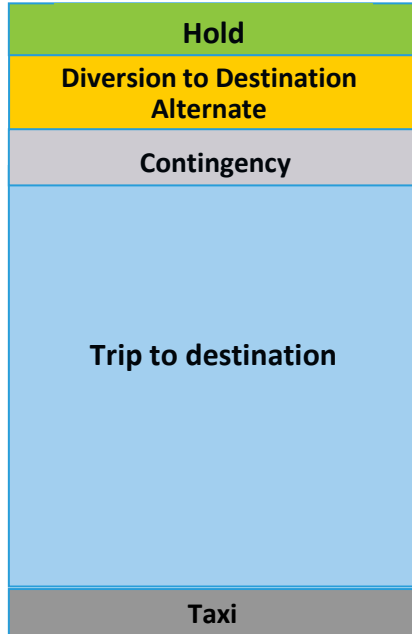 Hold
Diversion to Destination
Alternate
Contingency
Trip to destination
Taxi